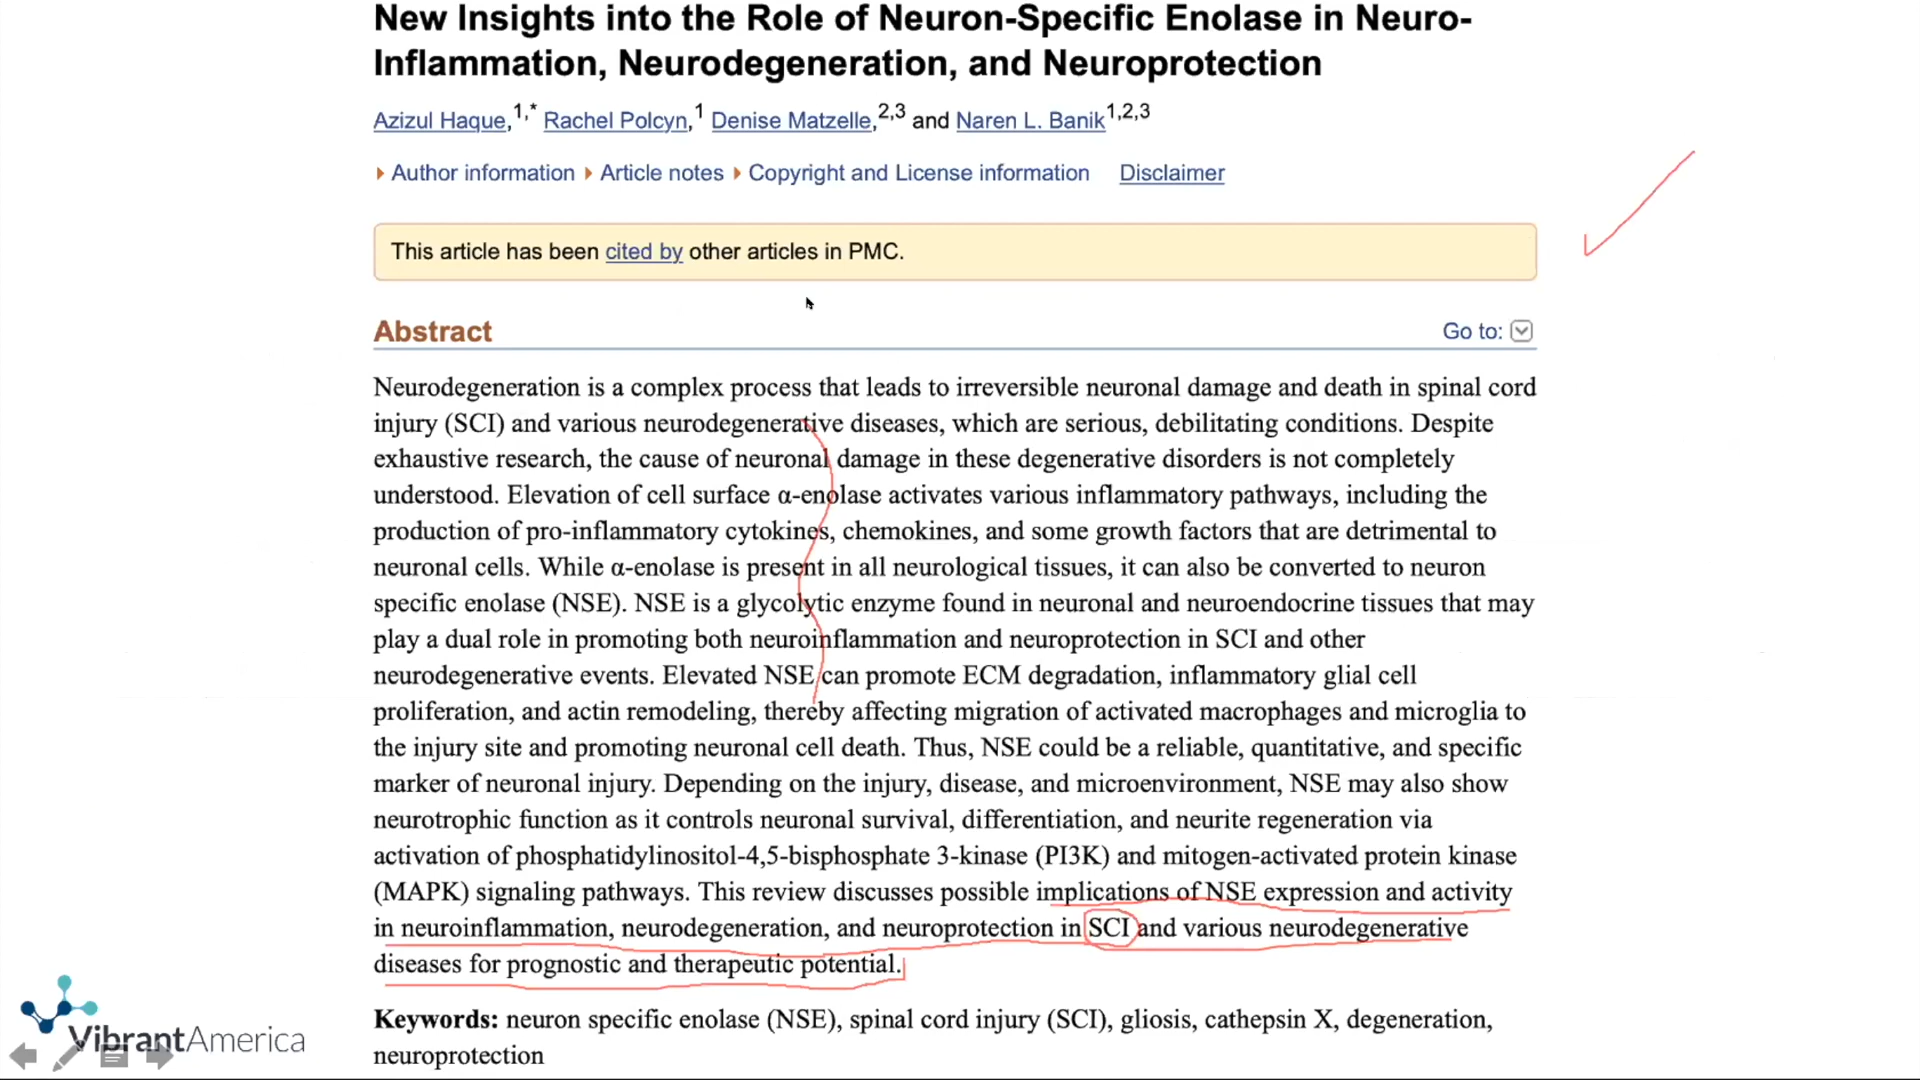 New Insights into the Role of Neuron-Specific Enolase in Neuro-
Inflammation, Neurodegeneration, and Neuroprotection
Azizul Haque,1,* Rachel Polcyn,1 Denise Matzelle,2,3 and Naren L. Banik1,2,3
Author information Article notes Copyright and License information Disclaimer
This article has been cited by other articles in PMC.
Abstract
Go to:
Neurodegeneration is a complex process that leads to irreversible neuronal damage and death in spinal cord
injury (SCI) and various neurodegenerative diseases, which are serious, debilitating conditions. Despite
exhaustive research, the cause of neuronal damage in these degenerative disorders is not completely
understood. Elevation of cell surface α-enolase activates various inflammatory pathways, including the
production of pro-inflammatory cytokines, chemokines, and some growth factors that are detrimental to
neuronal cells. While α-enolase is present in all neurological tissues, it can also be converted to neuron
specific enolase (NSE). NSE is a glycolytic enzyme found in neuronal and neuroendocrine tissues that may
play a dual role in promoting both neuroinflammation and neuroprotection in SCI and other
neurodegenerative events. Elevated NSE can promote ECM degradation, inflammatory glial cell
proliferation, and actin remodeling, thereby affecting migration of activated macrophages and microglia to
the injury site and promoting neuronal cell death. Thus, NSE could be a reliable, quantitative, and specific
marker of neuronal injury. Depending on the injury, disease, and microenvironment, NSE may also show
neurotrophic function as it controls neuronal survival, differentiation, and neurite regeneration via
activation of phosphatidylinositol-4,5-bisphosphate 3-kinase (PI3K) and mitogen-activated protein kinase
(MAPK) signaling pathways. This review discusses possible implications of NSE expression and activity
in neuroinflammation, neurodegeneration, and neuroprotection in SCI and various neurodegenerative
diseases for prognostic and therapeutic potential.
Keywords: neuron specific enolase (NSE), spinal cord injury (SCI), gliosis, cathepsin X, degeneration,
neuroprotection
VibrantAmerica